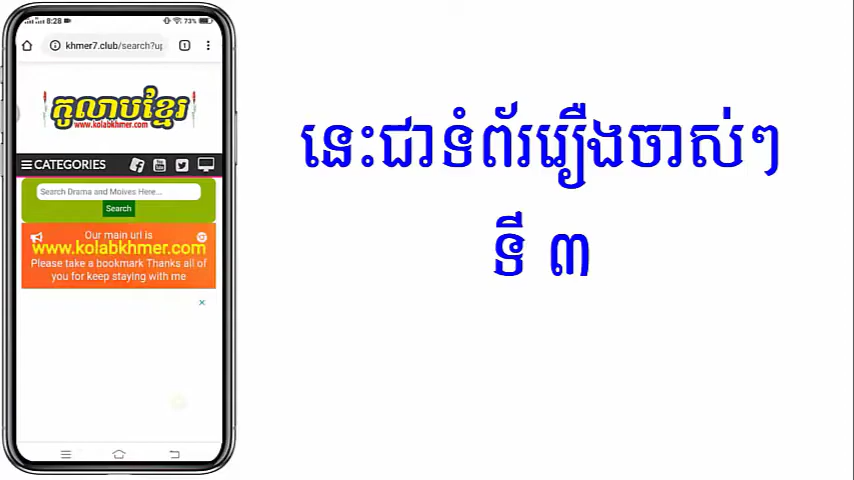 8:28
73%
khmer7.club/search?up
1
កូលាបខ្មែរ
www.kolabkhmer.com
CATEGORIES
Search Drama and Moives Here...
Search
Our main url is
www.kolabkhmer.com
Please take a bookmark Thanks all of
you for keep staying with me
នេះជាទំព័ររឿងចាស់ៗ
ទី ៣